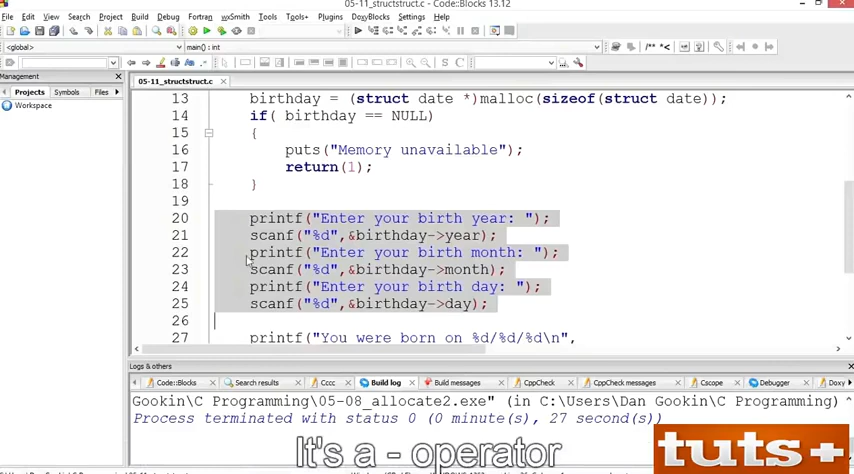 05-11_structstruct.c - Code::Blocks 13.12
File Edit View Search Project Build Debug Fortran wxSmith Tools Tools+ Plugins DoxyBlocks Settings Help
<global>
main() : int
Management
Projects Symbols Files
Workspace
05-11_structstruct.c
13 birthday = (struct date *)malloc(sizeof(struct date));
14 if( birthday == NULL)
15 {
16 puts("Memory unavailable");
17 return(1);
18 }
19
20 printf("Enter your birth year: ");
21 scanf("%d",&birthday->year);
22 printf("Enter your birth month: ");
23 scanf("%d",&birthday->month);
24 printf("Enter your birth day: ");
25 scanf("%d",&birthday->day);
26
27 printf("You were born on %d/%d/%d\n",
Logs & others
Code::Blocks Search results Cccc Build log Build messages CppCheck CppCheck messages Cscope Debugger Doxy
Gookin\C Programming\05-08_allocate2.exe" (in C:\Users\Dan Gookin\C Programming)
Process terminated with status 0 (0 minute(s), 27 second(s))
It's a - operator
tuts+